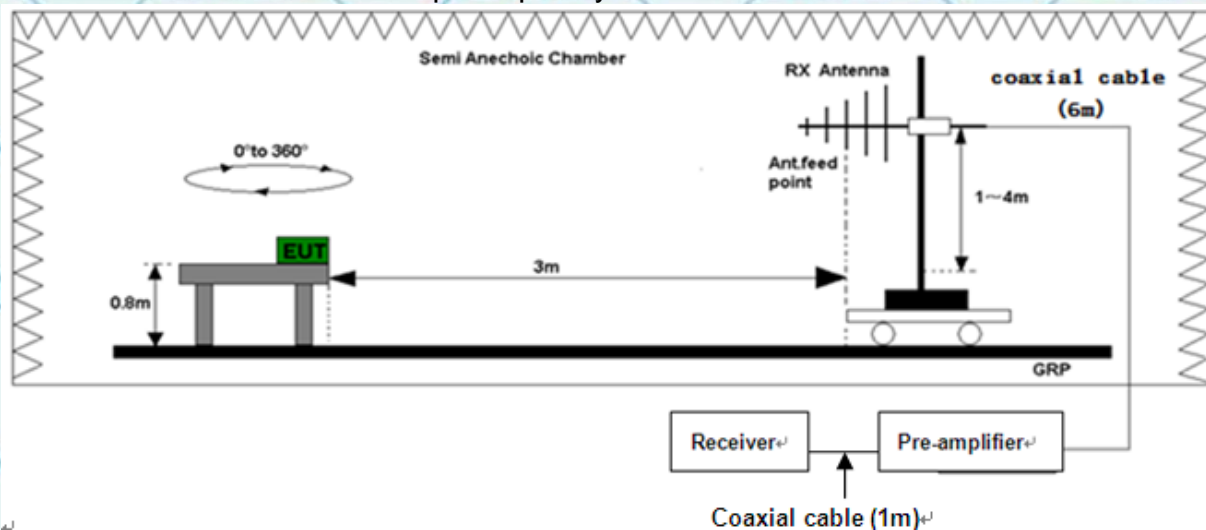 Semi Anechoic Chamber
RX Antenna
coaxial cable
(6m)
0°to 360°
Ant.feed
point
1～4m
EUT
3m
0.8m
GRP
Receiver↵
Pre-amplifier↵
Coaxial cable (1m)↵